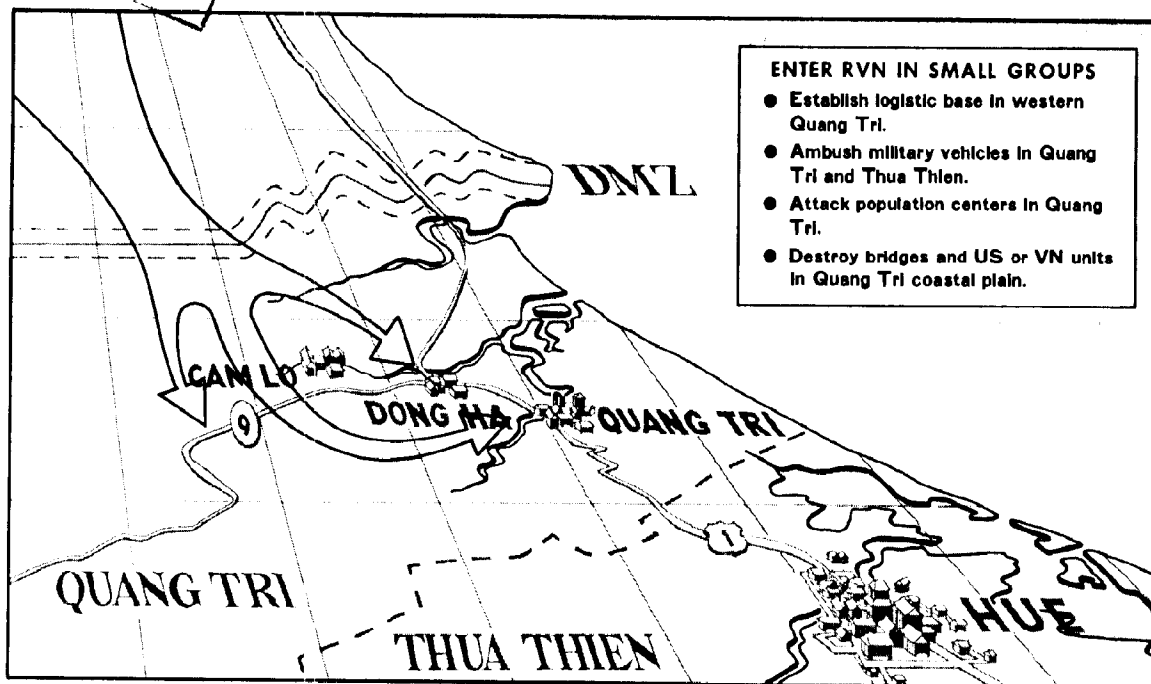 ENTER RVN IN SMALL GROUPS
● Establish logistic base in western
Quang Tri.
● Ambush military vehicles in Quang
Tri and Thua Thien.
● Attack population centers in Quang
Tri.
● Destroy bridges and US or VN units
in Quang Tri coastal plain.
DMZ
CAM LO
DONG HA
QUANG TRI
9
1
QUANG TRI
THUA THIEN
HUE